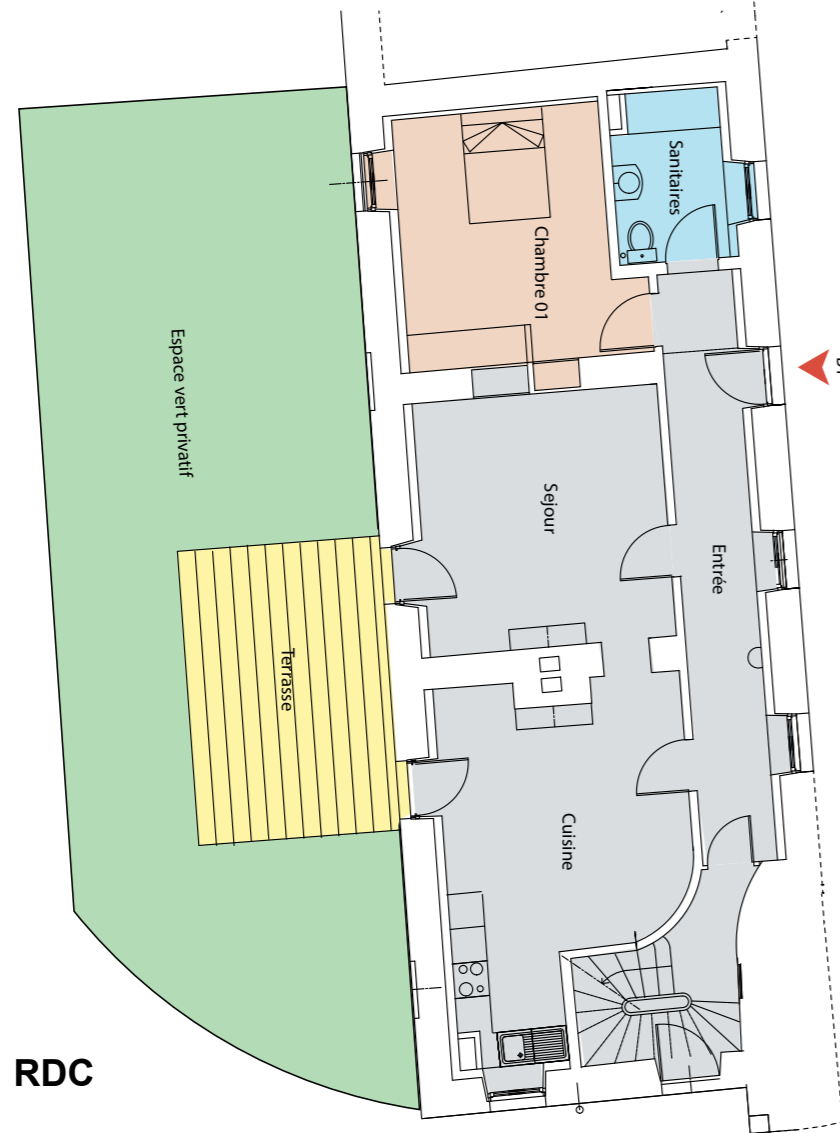 Sanitaires
Chambre 01
Espace vert privatif
Sejour
Entrée
Terrasse
Cuisine
RDC